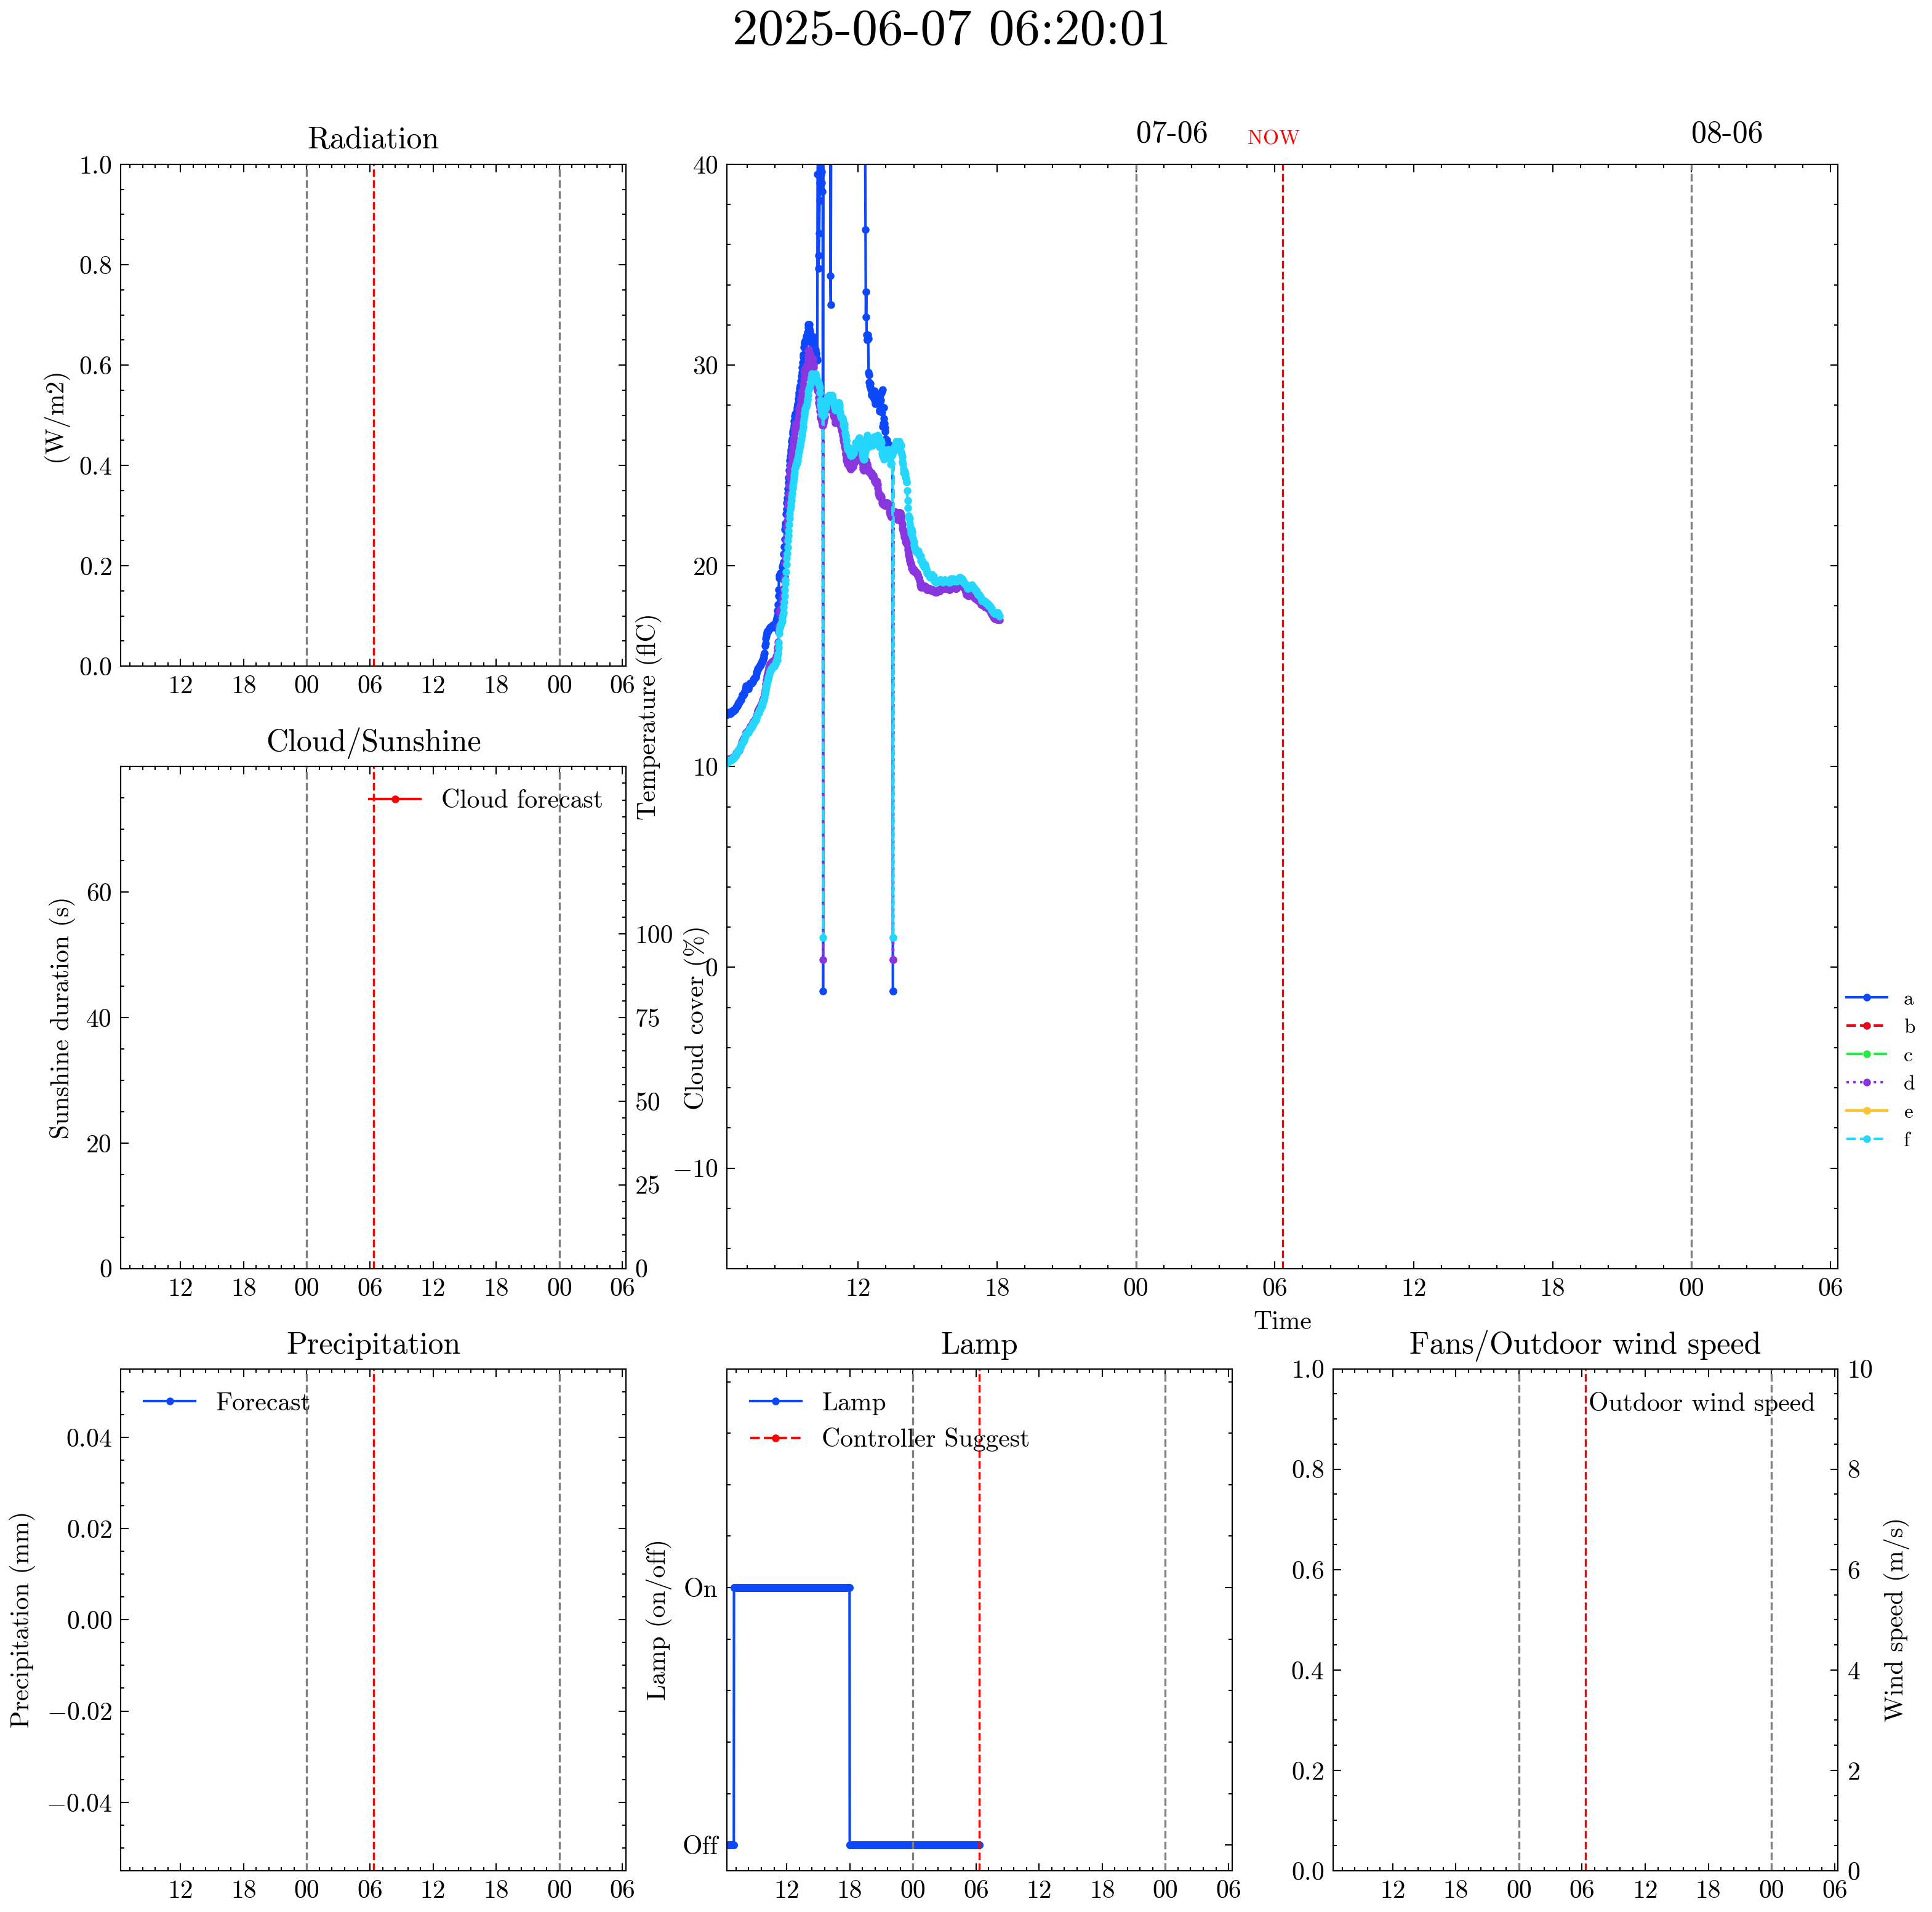 2025-06-07 06:20:01
Radiation
1.0
0.8
0.6
0.4
0.2
0.0
(W/m2)
12 18 00 06 12 18 00 06
07-06 NOW 08-06
40
30
20
10
0
−10
Temperature (flC)
12 18 00 06 12 18 00 06
Time
a
b
c
d
e
f
Cloud/Sunshine
Cloud forecast
60
40
20
0
Sunshine duration (s)
100
75
50
25
0
Cloud cover (%)
12 18 00 06 12 18 00 06
Precipitation
Forecast
0.04
0.02
0.00
−0.02
−0.04
Precipitation (mm)
12 18 00 06 12 18 00 06
Lamp
Lamp
Controller Suggest
On
Off
Lamp (on/off)
12 18 00 06 12 18 00 06
Fans/Outdoor wind speed
Outdoor wind speed
1.0
0.8
0.6
0.4
0.2
0.0
10
8
6
4
2
0
Wind speed (m/s)
12 18 00 06 12 18 00 06